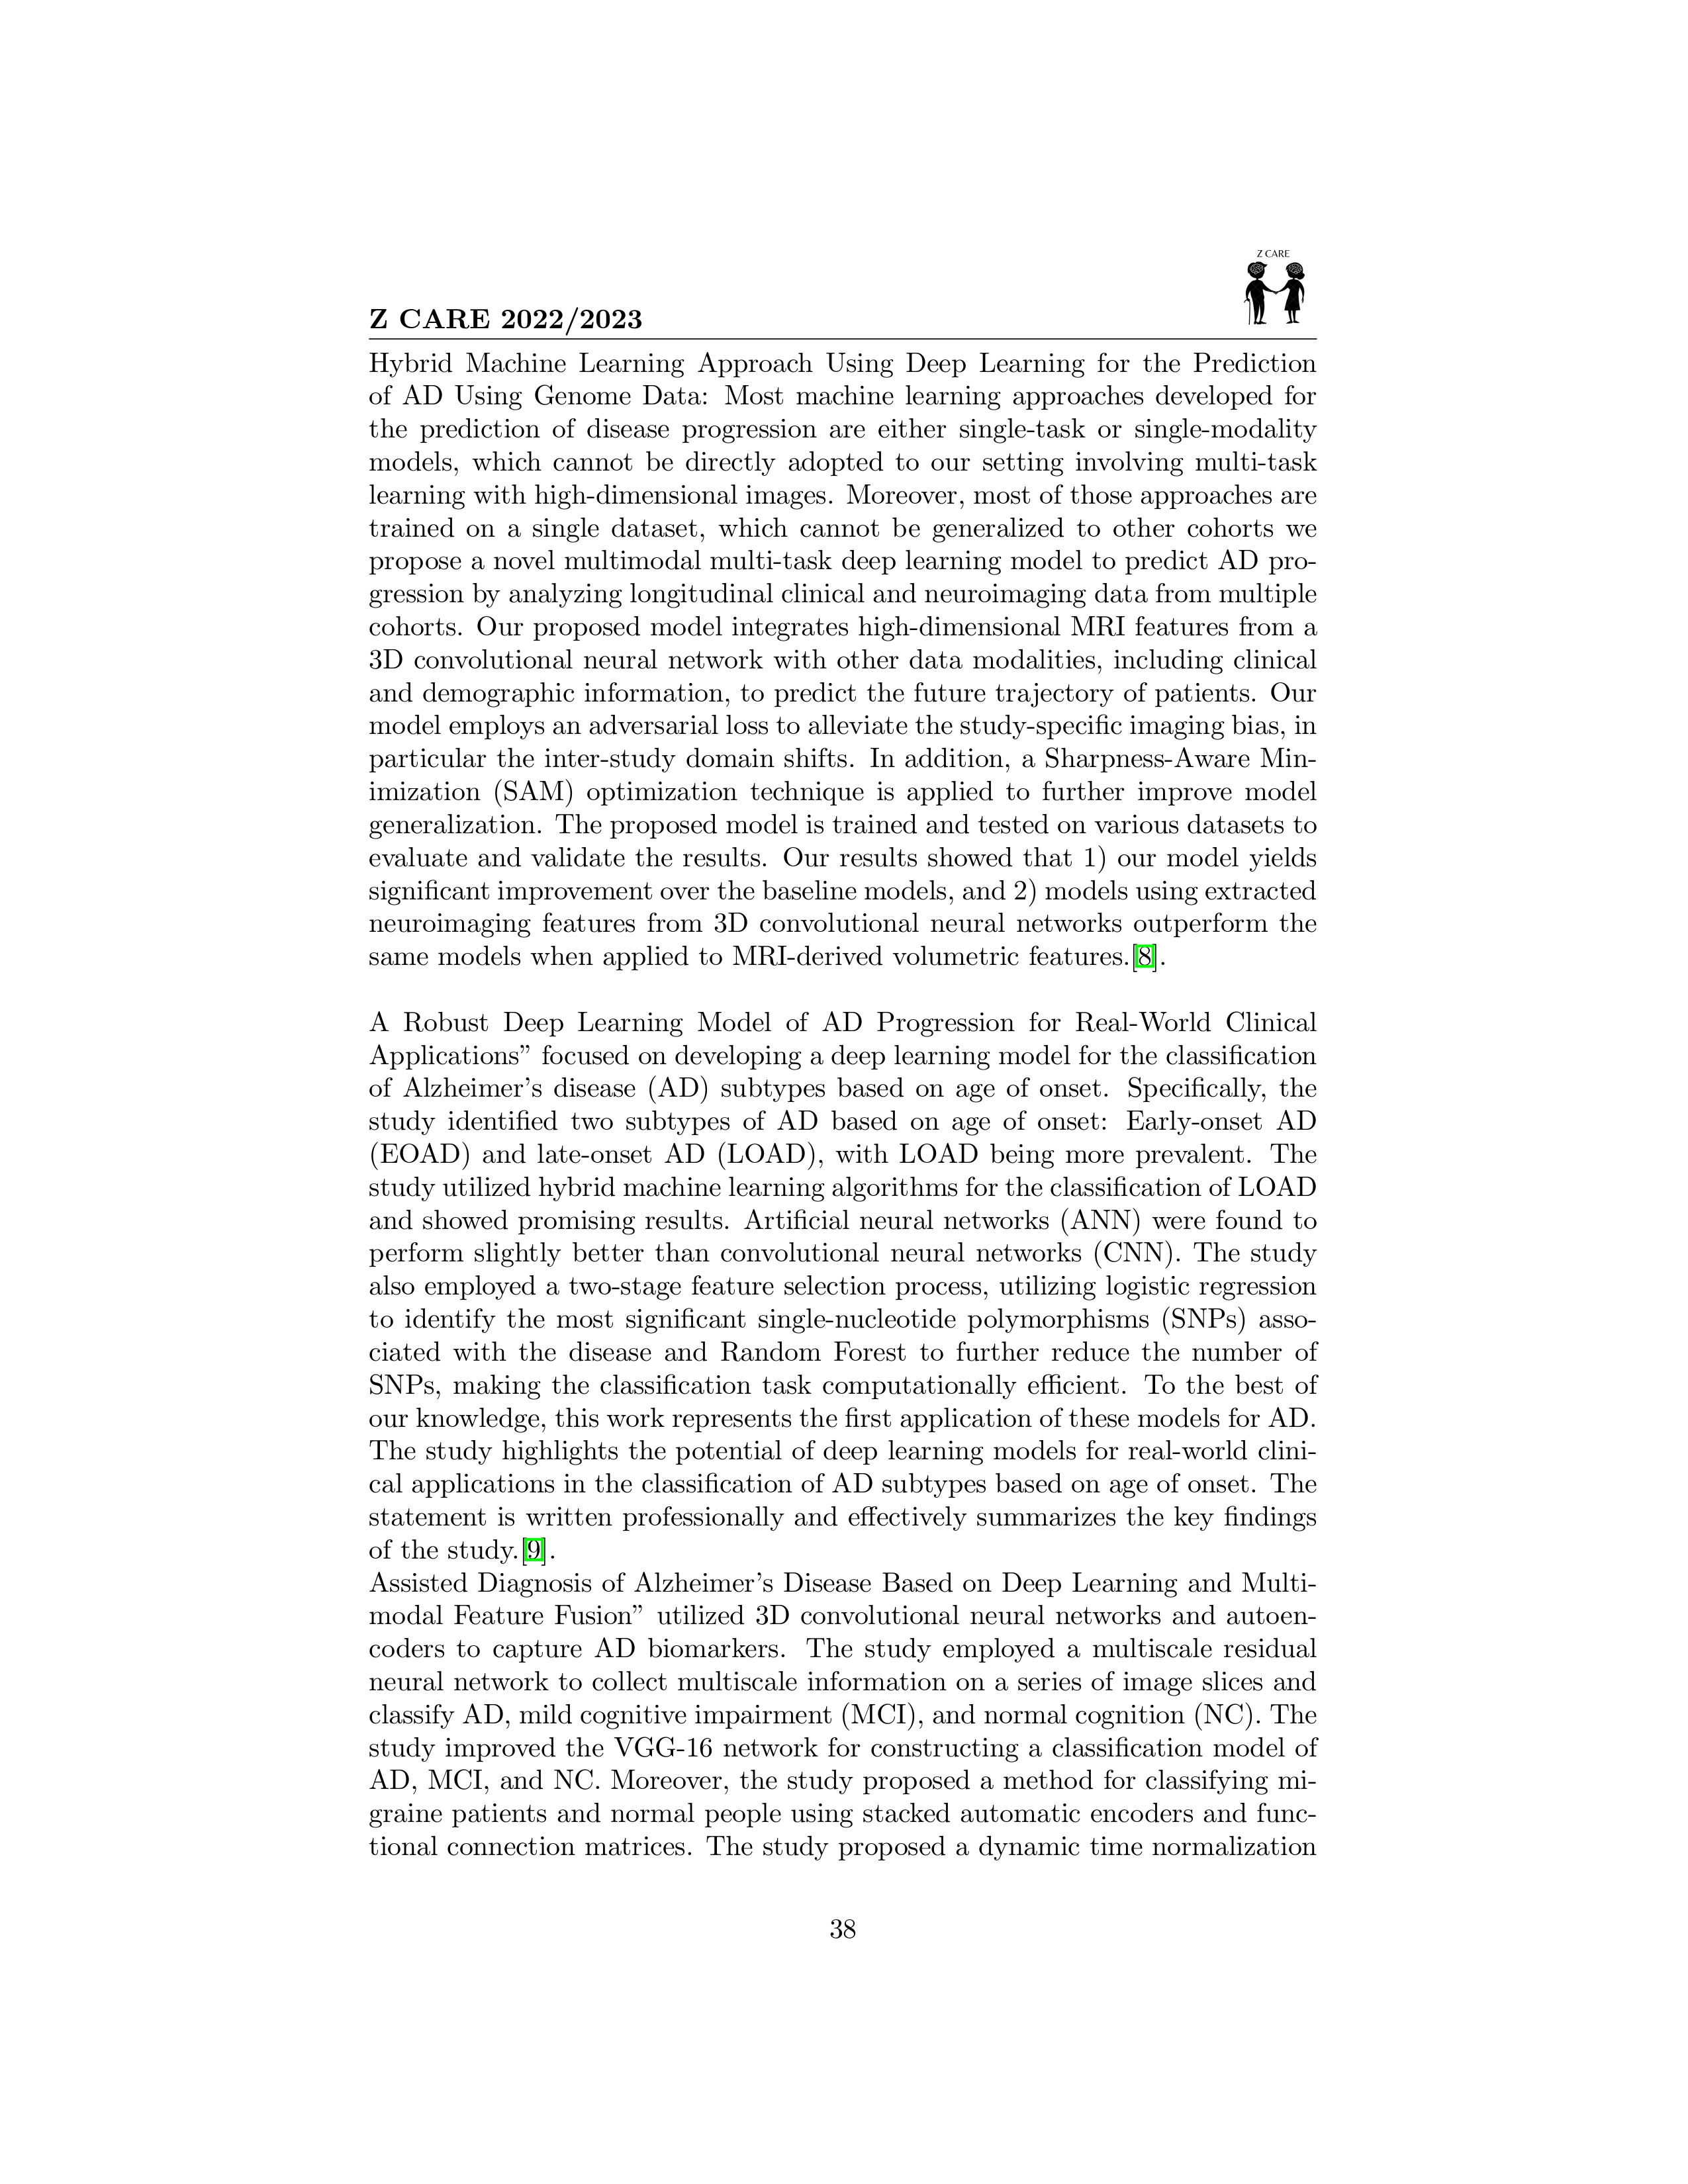 Z CARE
Z CARE 2022/2023
Hybrid Machine Learning Approach Using Deep Learning for the Prediction
of AD Using Genome Data: Most machine learning approaches developed for
the prediction of disease progression are either single-task or single-modality
models, which cannot be directly adopted to our setting involving multi-task
learning with high-dimensional images. Moreover, most of those approaches are
trained on a single dataset, which cannot be generalized to other cohorts we
propose a novel multimodal multi-task deep learning model to predict AD pro-
gression by analyzing longitudinal clinical and neuroimaging data from multiple
cohorts. Our proposed model integrates high-dimensional MRI features from a
3D convolutional neural network with other data modalities, including clinical
and demographic information, to predict the future trajectory of patients. Our
model employs an adversarial loss to alleviate the study-specific imaging bias, in
particular the inter-study domain shifts. In addition, a Sharpness-Aware Min-
imization (SAM) optimization technique is applied to further improve model
generalization. The proposed model is trained and tested on various datasets to
evaluate and validate the results. Our results showed that 1) our model yields
significant improvement over the baseline models, and 2) models using extracted
neuroimaging features from 3D convolutional neural networks outperform the
same models when applied to MRI-derived volumetric features.[8].
A Robust Deep Learning Model of AD Progression for Real-World Clinical
Applications” focused on developing a deep learning model for the classification
of Alzheimer’s disease (AD) subtypes based on age of onset. Specifically, the
study identified two subtypes of AD based on age of onset: Early-onset AD
(EOAD) and late-onset AD (LOAD), with LOAD being more prevalent. The
study utilized hybrid machine learning algorithms for the classification of LOAD
and showed promising results. Artificial neural networks (ANN) were found to
perform slightly better than convolutional neural networks (CNN). The study
also employed a two-stage feature selection process, utilizing logistic regression
to identify the most significant single-nucleotide polymorphisms (SNPs) asso-
ciated with the disease and Random Forest to further reduce the number of
SNPs, making the classification task computationally efficient. To the best of
our knowledge, this work represents the first application of these models for AD.
The study highlights the potential of deep learning models for real-world clini-
cal applications in the classification of AD subtypes based on age of onset. The
statement is written professionally and effectively summarizes the key findings
of the study.[9].
Assisted Diagnosis of Alzheimer’s Disease Based on Deep Learning and Multi-
modal Feature Fusion” utilized 3D convolutional neural networks and autoen-
coders to capture AD biomarkers. The study employed a multiscale residual
neural network to collect multiscale information on a series of image slices and
classify AD, mild cognitive impairment (MCI), and normal cognition (NC). The
study improved the VGG-16 network for constructing a classification model of
AD, MCI, and NC. Moreover, the study proposed a method for classifying mi-
graine patients and normal people using stacked automatic encoders and func-
tional connection matrices. The study proposed a dynamic time normalization
38